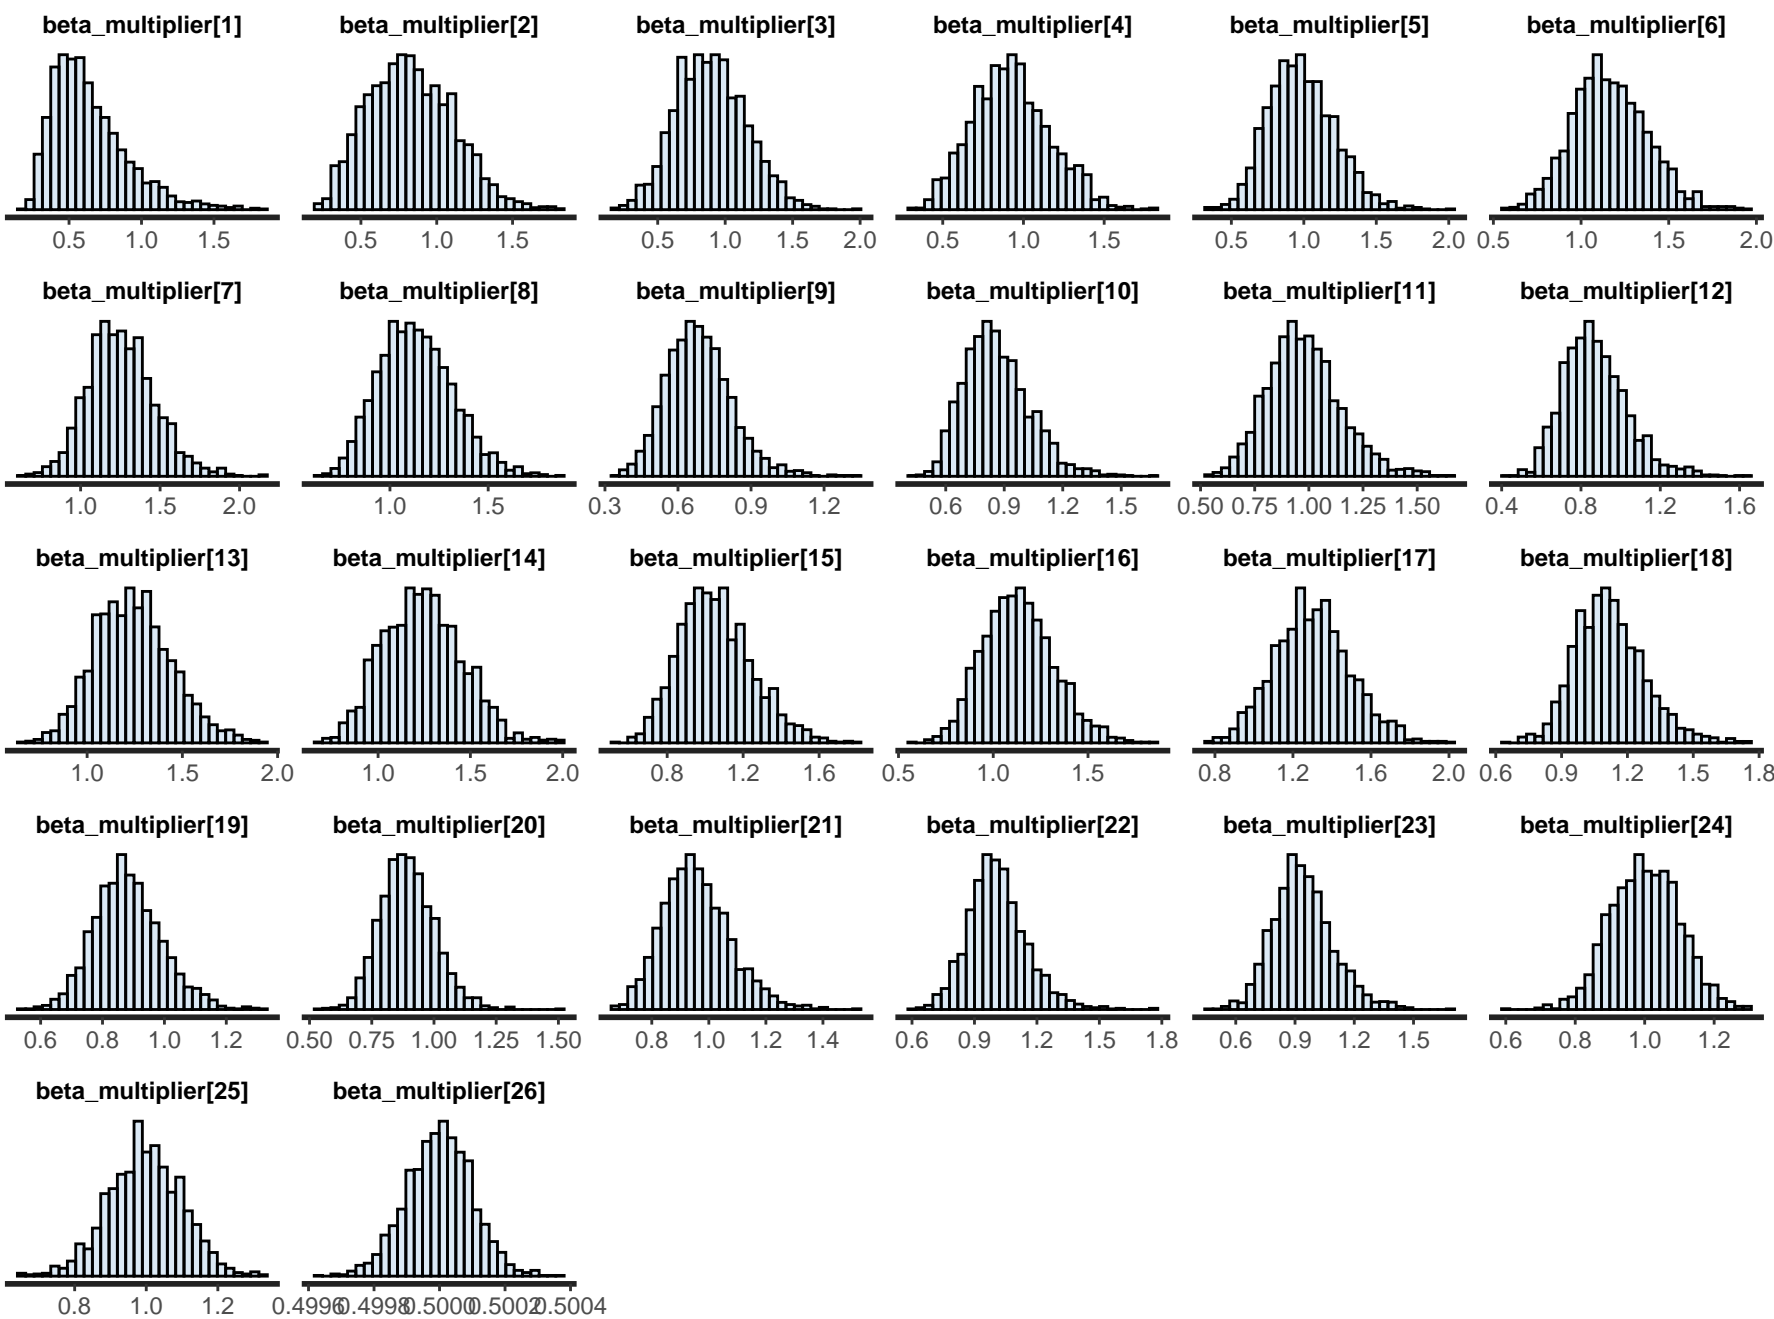 beta_multiplier[1] beta_multiplier[2] beta_multiplier[3] beta_multiplier[4] beta_multiplier[5] beta_multiplier[6]
0.5 1.0 1.5 0.5 1.0 1.5 0.5 1.0 1.5 2.0 0.5 1.0 1.5 0.5 1.0 1.5 2.0 0.5 1.0 1.5 2.0
beta_multiplier[7] beta_multiplier[8] beta_multiplier[9] beta_multiplier[10] beta_multiplier[11] beta_multiplier[12]
1.0 1.5 2.0 1.0 1.5 0.3 0.6 0.9 1.2 0.6 0.9 1.2 1.5 0.50 0.75 1.00 1.25 1.50 0.4 0.8 1.2 1.6
beta_multiplier[13] beta_multiplier[14] beta_multiplier[15] beta_multiplier[16] beta_multiplier[17] beta_multiplier[18]
1.0 1.5 2.0 1.0 1.5 2.0 0.8 1.2 1.6 0.5 1.0 1.5 0.8 1.2 1.6 2.0 0.6 0.9 1.2 1.5 1.8
beta_multiplier[19] beta_multiplier[20] beta_multiplier[21] beta_multiplier[22] beta_multiplier[23] beta_multiplier[24]
0.6 0.8 1.0 1.2 0.50 0.75 1.00 1.25 1.50 0.8 1.0 1.2 1.4 0.6 0.9 1.2 1.5 1.8 0.6 0.9 1.2 1.5 0.6 0.8 1.0 1.2
beta_multiplier[25] beta_multiplier[26]
0.8 1.0 1.2 0.4996 0.4998 0.5000 0.5002 0.5004